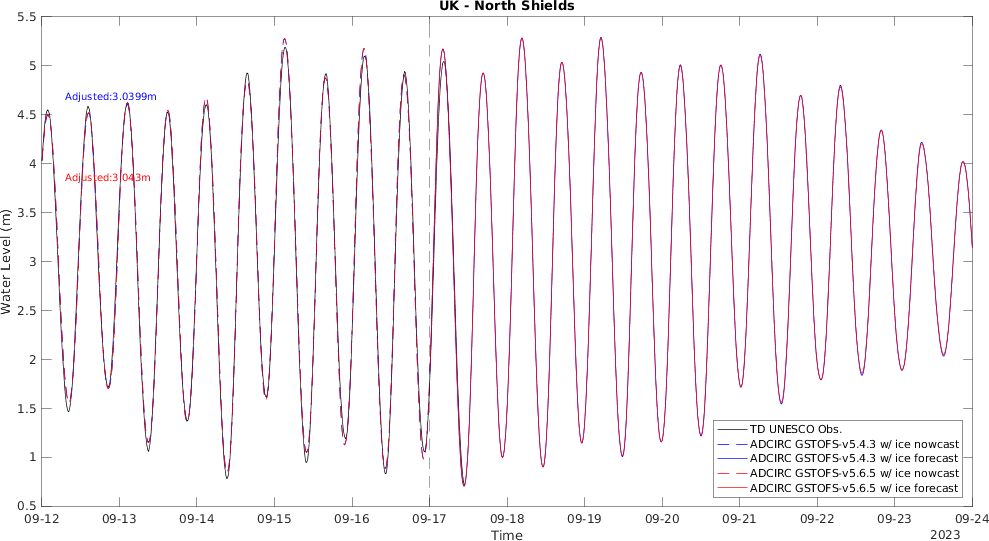 UK - North Shields
5.5
5
4.5
4
3.5
3
2.5
2
1.5
1
0.5
Water Level (m)
Adjusted:3.0399m
Adjusted:3.043m
TD UNESCO Obs.
ADCIRC GSTOFS-v5.4.3 w/ ice nowcast
ADCIRC GSTOFS-v5.4.3 w/ ice forecast
ADCIRC GSTOFS-v5.6.5 w/ ice nowcast
ADCIRC GSTOFS-v5.6.5 w/ ice forecast
09-12 09-13 09-14 09-15 09-16 09-17 09-18 09-19 09-20 09-21 09-22 09-23 09-24
Time
2023